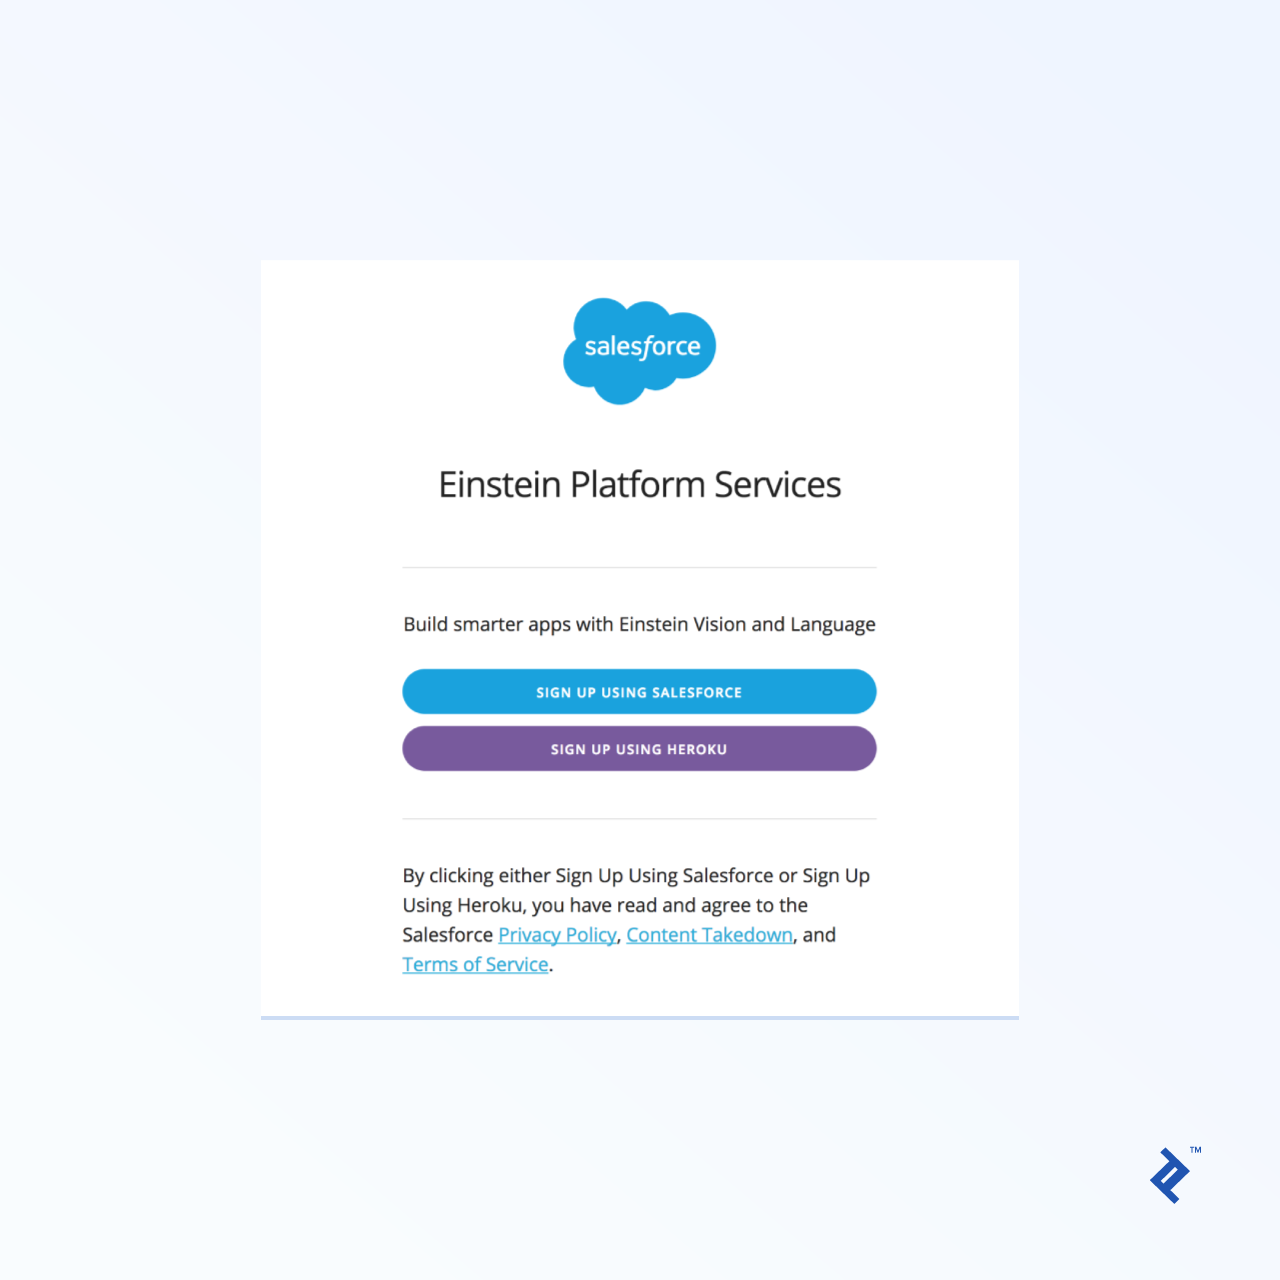 salesforce
Einstein Platform Services
Build smarter apps with Einstein Vision and Language
SIGN UP USING SALESFORCE
SIGN UP USING HEROKU
By clicking either Sign Up Using Salesforce or Sign Up
Using Heroku, you have read and agree to the
Salesforce Privacy Policy, Content Takedown, and
Terms of Service.
TM